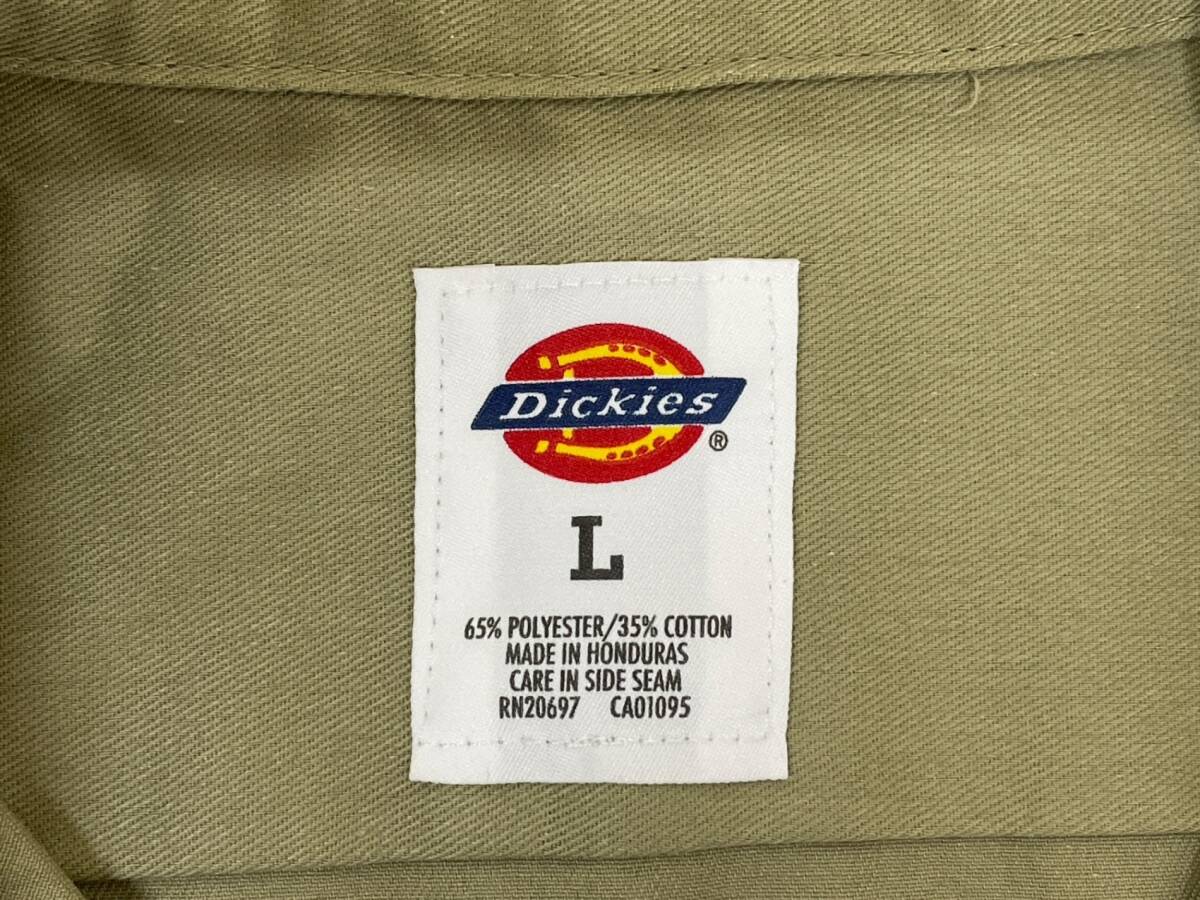 Dickies
®
L
65% POLYESTER/35% COTTON
MADE IN HONDURAS
CARE IN SIDE SEAM
RN20697 CA01095